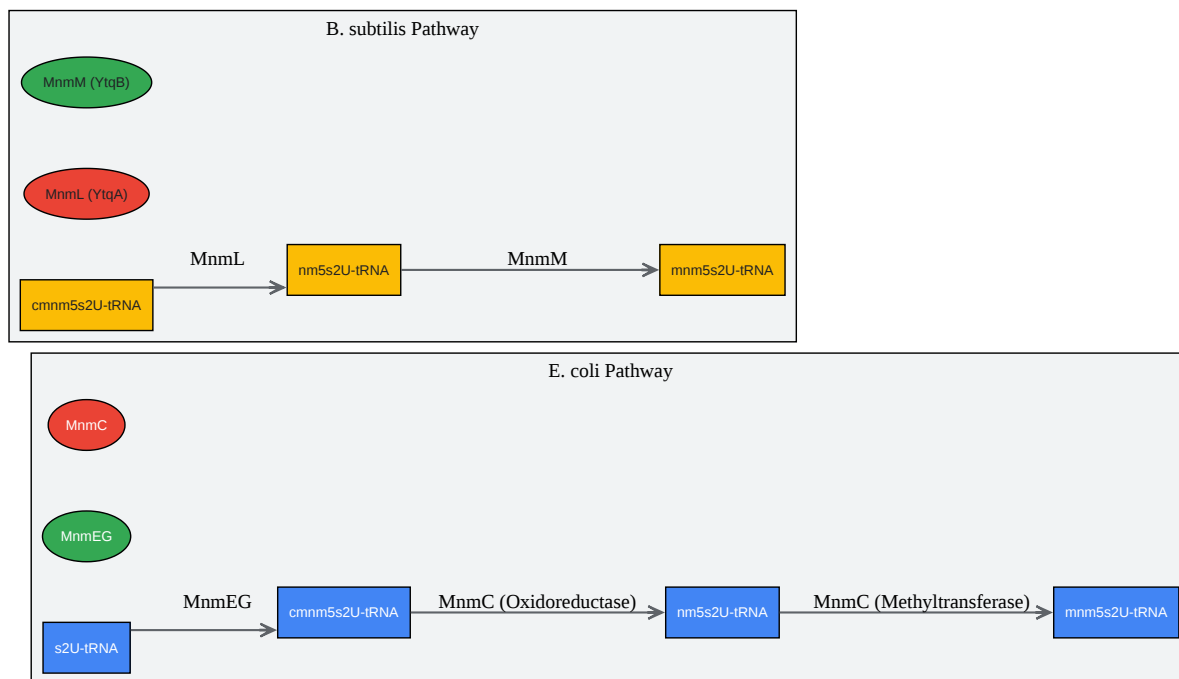 B. subtilis Pathway
MnmM (YtqB)
MnmL (YtqA)
MnmL
MnmM
nm5s2U-tRNA
mnm5s2U-tRNA
cmnm5s2U-tRNA
E. coli Pathway
MnmC
MnmEG
MnmEG
MnmC (Oxidoreductase)
MnmC (Methyltransferase)
cmnm5s2U-tRNA
nm5s2U-tRNA
mnm5s2U-tRNA
s2U-tRNA